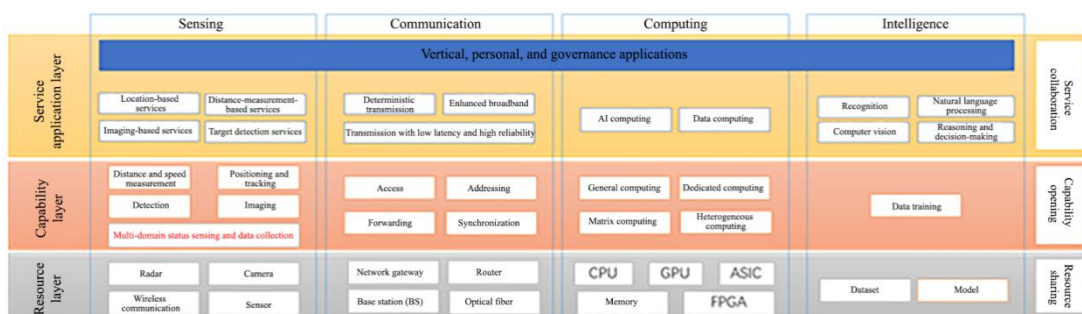 Sensing
Communication
Computing
Intelligence
Service
application layer
Vertical, personal, and governance applications
Location-based
services
Distance-measurement-
based services
Imaging-based services
Target detection services
Deterministic
transmission
Enhanced broadband
Transmission with low latency and high reliability
AI computing
Data computing
Recognition
Natural language
processing
Computer vision
Reasoning and
decision-making
Service
collaboration
Capability
layer
Distance and speed
measurement
Positioning and
tracking
Detection
Imaging
Multi-domain status sensing and data collection
Access
Addressing
Forwarding
Synchronization
General computing
Dedicated computing
Matrix computing
Heterogeneous
computing
Data training
Capability
opening
Resource
layer
Radar
Camera
Wireless
communication
Sensor
Network gateway
Router
Base station (BS)
Optical fiber
CPU
GPU
ASIC
Memory
FPGA
Dataset
Model
Resource
sharing